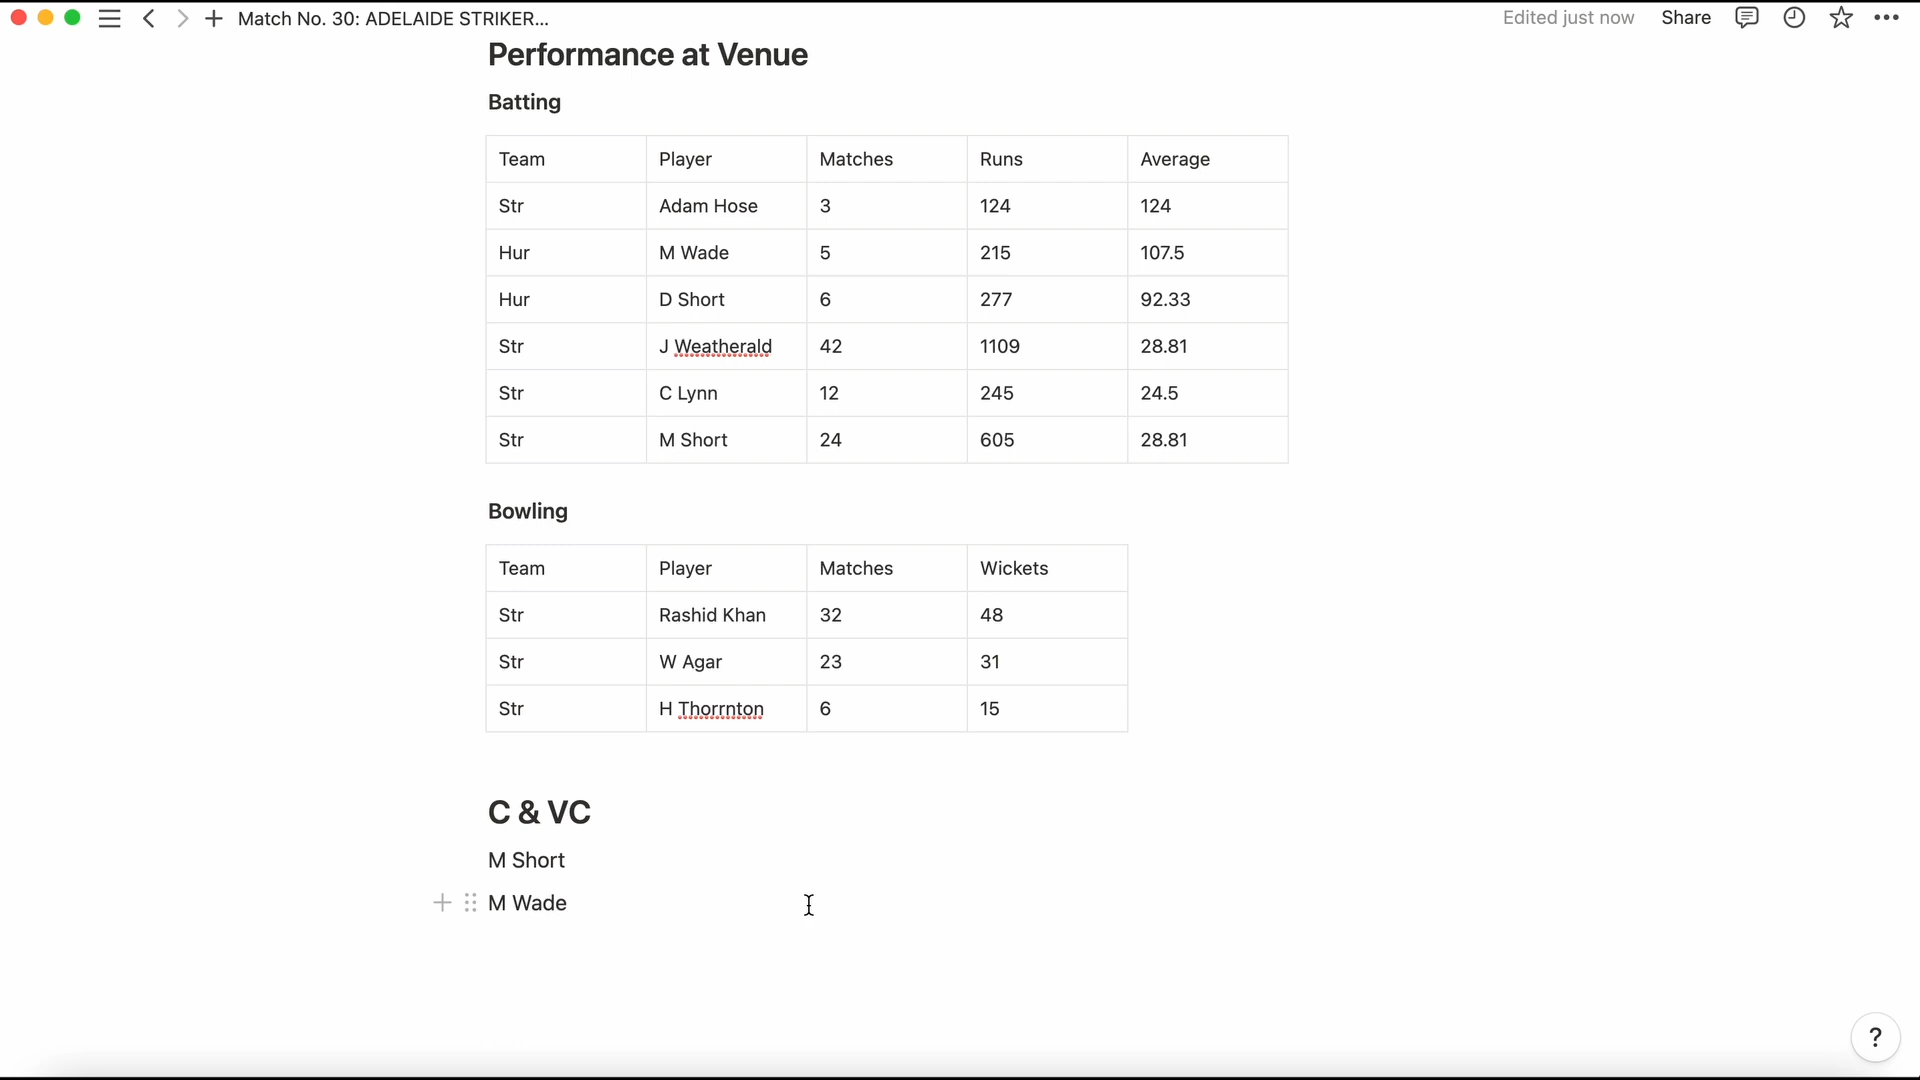 Match No. 30: ADELAIDE STRIKER...
Edited just now Share
Performance at Venue
Batting
Team Player Matches Runs Average
Str Adam Hose 3 124 124
Hur M Wade 5 215 107.5
Hur D Short 6 277 92.33
Str J Weatherald 42 1109 28.81
Str C Lynn 12 245 24.5
Str M Short 24 605 28.81
Bowling
Team Player Matches Wickets
Str Rashid Khan 32 48
Str W Agar 23 31
Str H Thorrnton 6 15
C & VC
M Short
M Wade
?